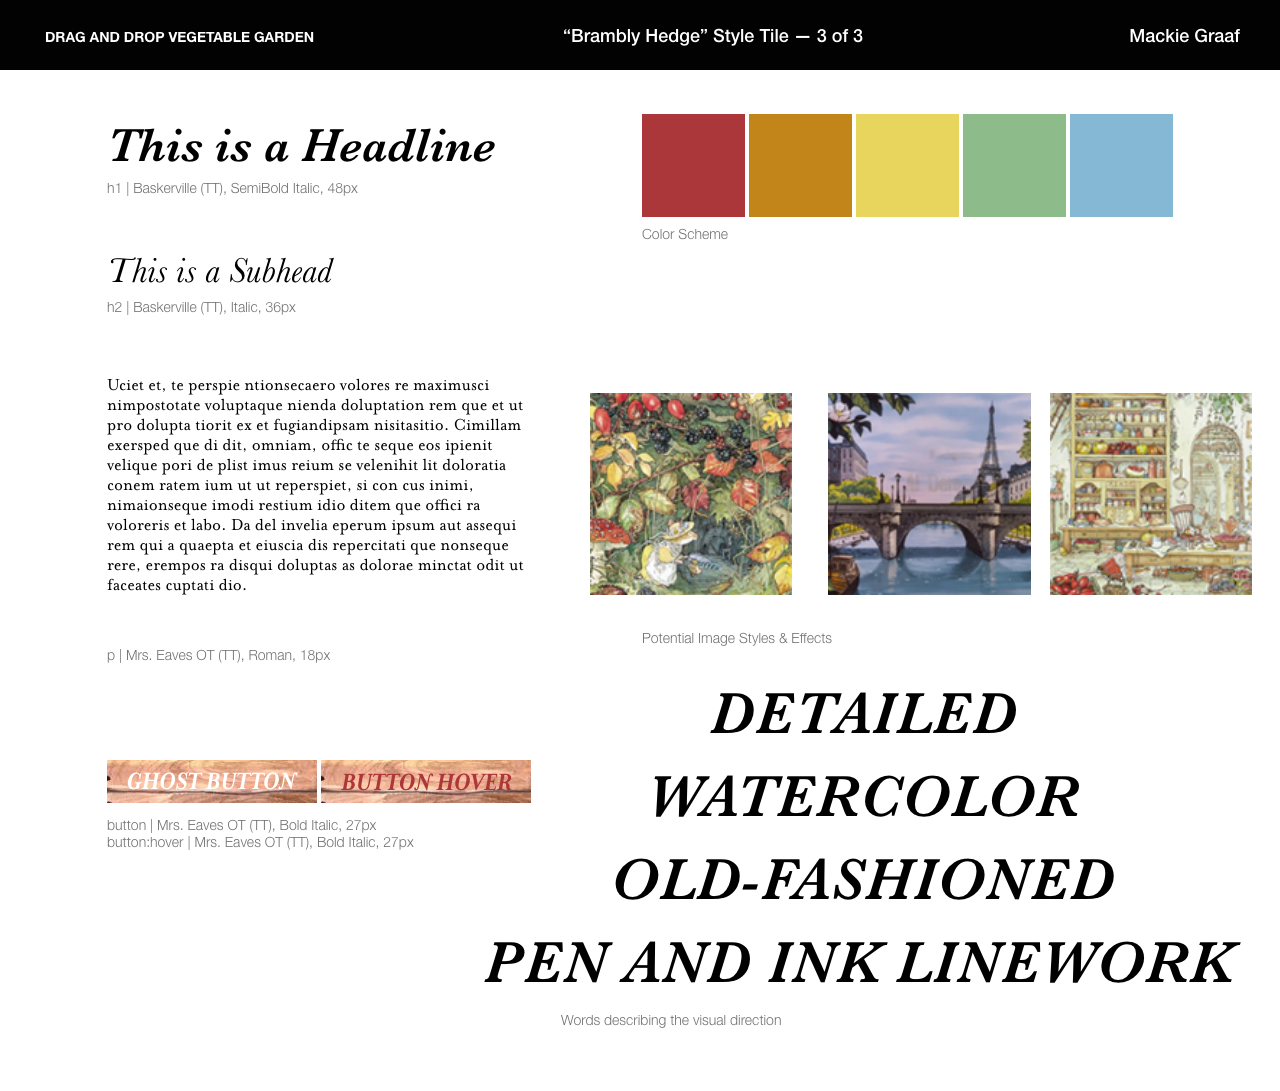 DRAG AND DROP VEGETABLE GARDEN
“Brambly Hedge” Style Tile — 3 of 3
Mackie Graaf
This is a Headline
h1 | Baskerville (TT), SemiBold Italic, 48px
This is a Subhead
h2 | Baskerville (TT), Italic, 36px
Uciet et, te perspie ntionsecaero volores re maximusci
nimpostotate voluptaque nienda doluptation rem que et ut
pro dolupta tiorit ex et fugiandipsam nisitasitio. Cimillam
exersped que di dit, omniam, offic te seque eos ipienit
velique pori de plist imus reium se velenihit lit doloratia
conem ratem ium ut ut reperspiet, si con cus inimi,
nimaionseque imodi restium idio ditem que offici ra
voloreris et labo. Da del invelia eperum ipsum aut assequi
rem qui a quaepta et eiuscia dis repercitati que nonseque
rere, erempos ra disqui doluptas as dolorae minctat odit ut
faceates cuptati dio.
p | Mrs. Eaves OT (TT), Roman, 18px
GHOST BUTTON
BUTTON HOVER
button | Mrs. Eaves OT (TT), Bold Italic, 27px
button:hover | Mrs. Eaves OT (TT), Bold Italic, 27px
Color Scheme
Potential Image Styles & Effects
DETAILED
WATERCOLOR
OLD-FASHIONED
PEN AND INK LINEWORK
Words describing the visual direction